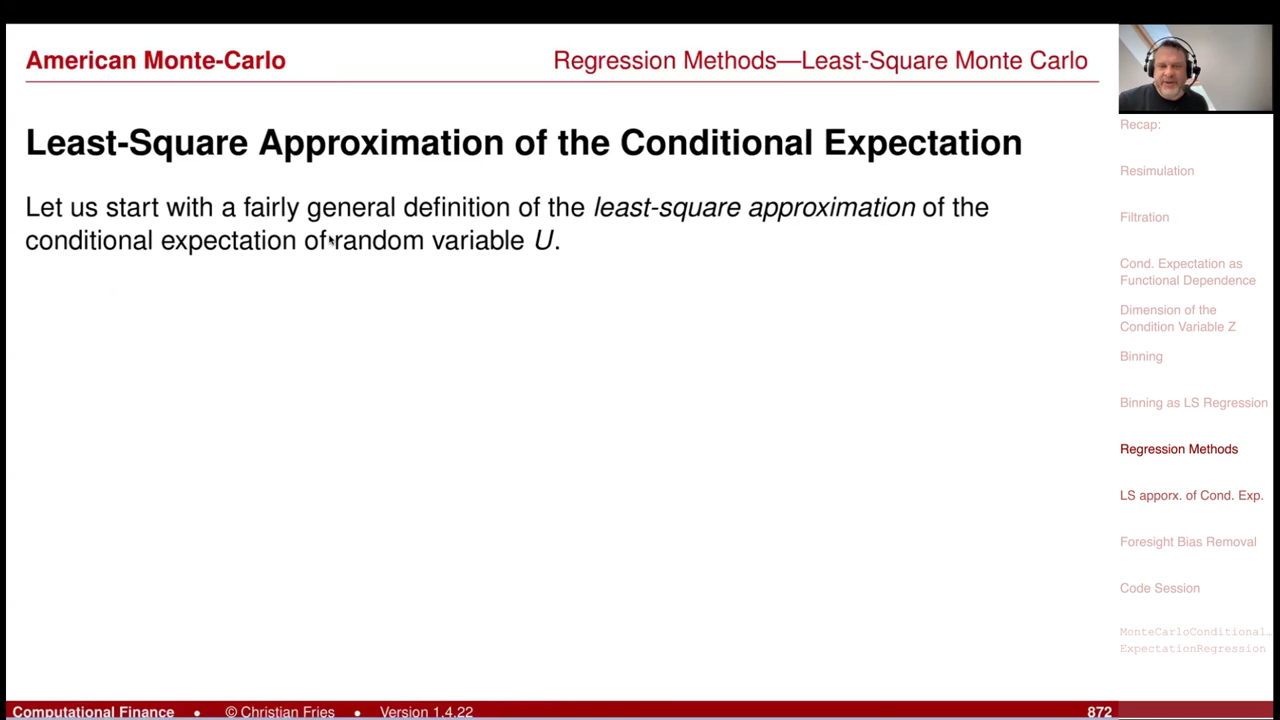 American Monte-Carlo
Regression Methods—Least-Square Monte Carlo
Least-Square Approximation of the Conditional Expectation
Let us start with a fairly general definition of the least-square approximation of the
conditional expectation of random variable U.
Recap:
Resimulation
Filtration
Cond. Expectation as
Functional Dependence
Dimension of the
Condition Variable Z
Binning
Binning as LS Regression
Regression Methods
LS apporx. of Cond. Exp.
Foresight Bias Removal
Code Session
MonteCarloConditional…
ExpectationRegression
Computational Finance • © Christian Fries • Version 1.4.22
872